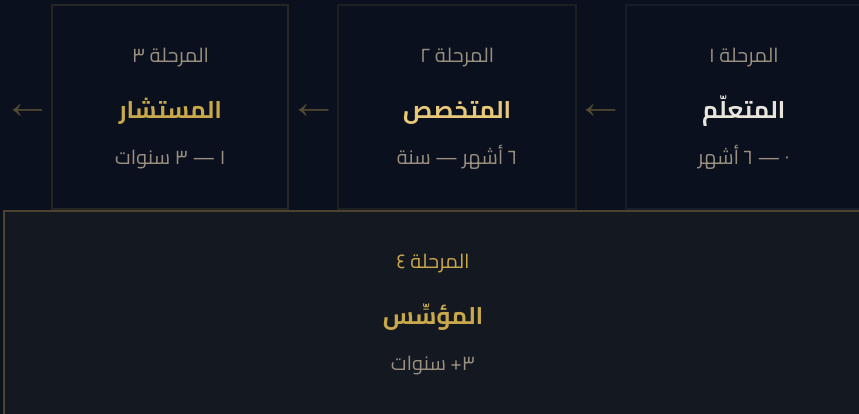 المرحلة ١
المتعلّم
٠ — ٦ أشهر
←
المرحلة ٢
المتخصص
٦ أشهر — سنة
←
المرحلة ٣
المستشار
١ — ٣ سنوات
←
المرحلة ٤
المؤسّس
٣+ سنوات